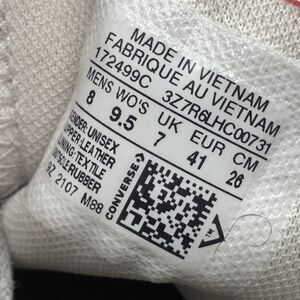 MADE IN VIETNAM
FABRIQUE AU VIETNAM
172499C 3Z7R6LHC00731
MENS WO'S UK EUR CM
8 9.5 7 41 26
GENDER: UNISEX
UPPER: LEATHER
LINING: TEXTILE
OUTSOLE: RUBBER
9Z 2107 M88
CONVERSE